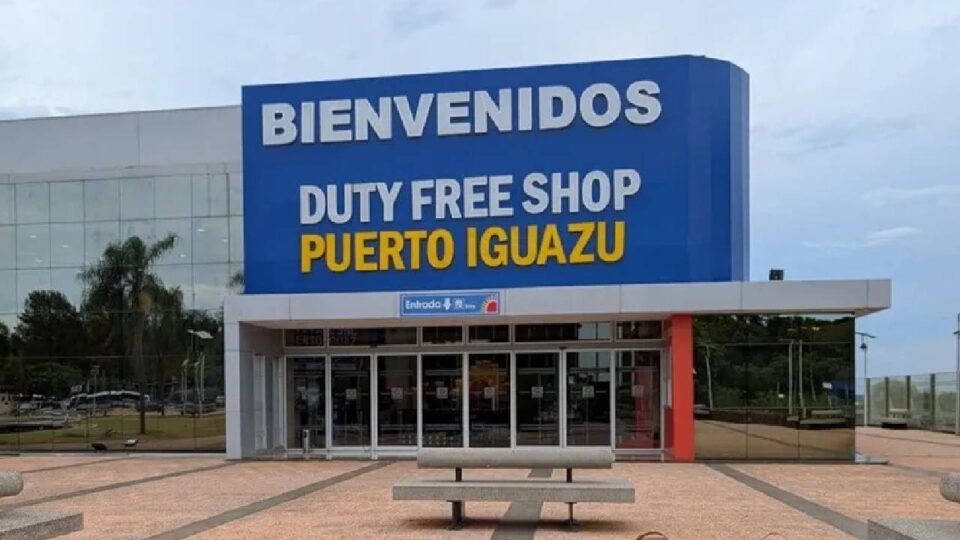 BIENVENIDOS
DUTY FREE SHOP
PUERTO IGUAZU
Entrada